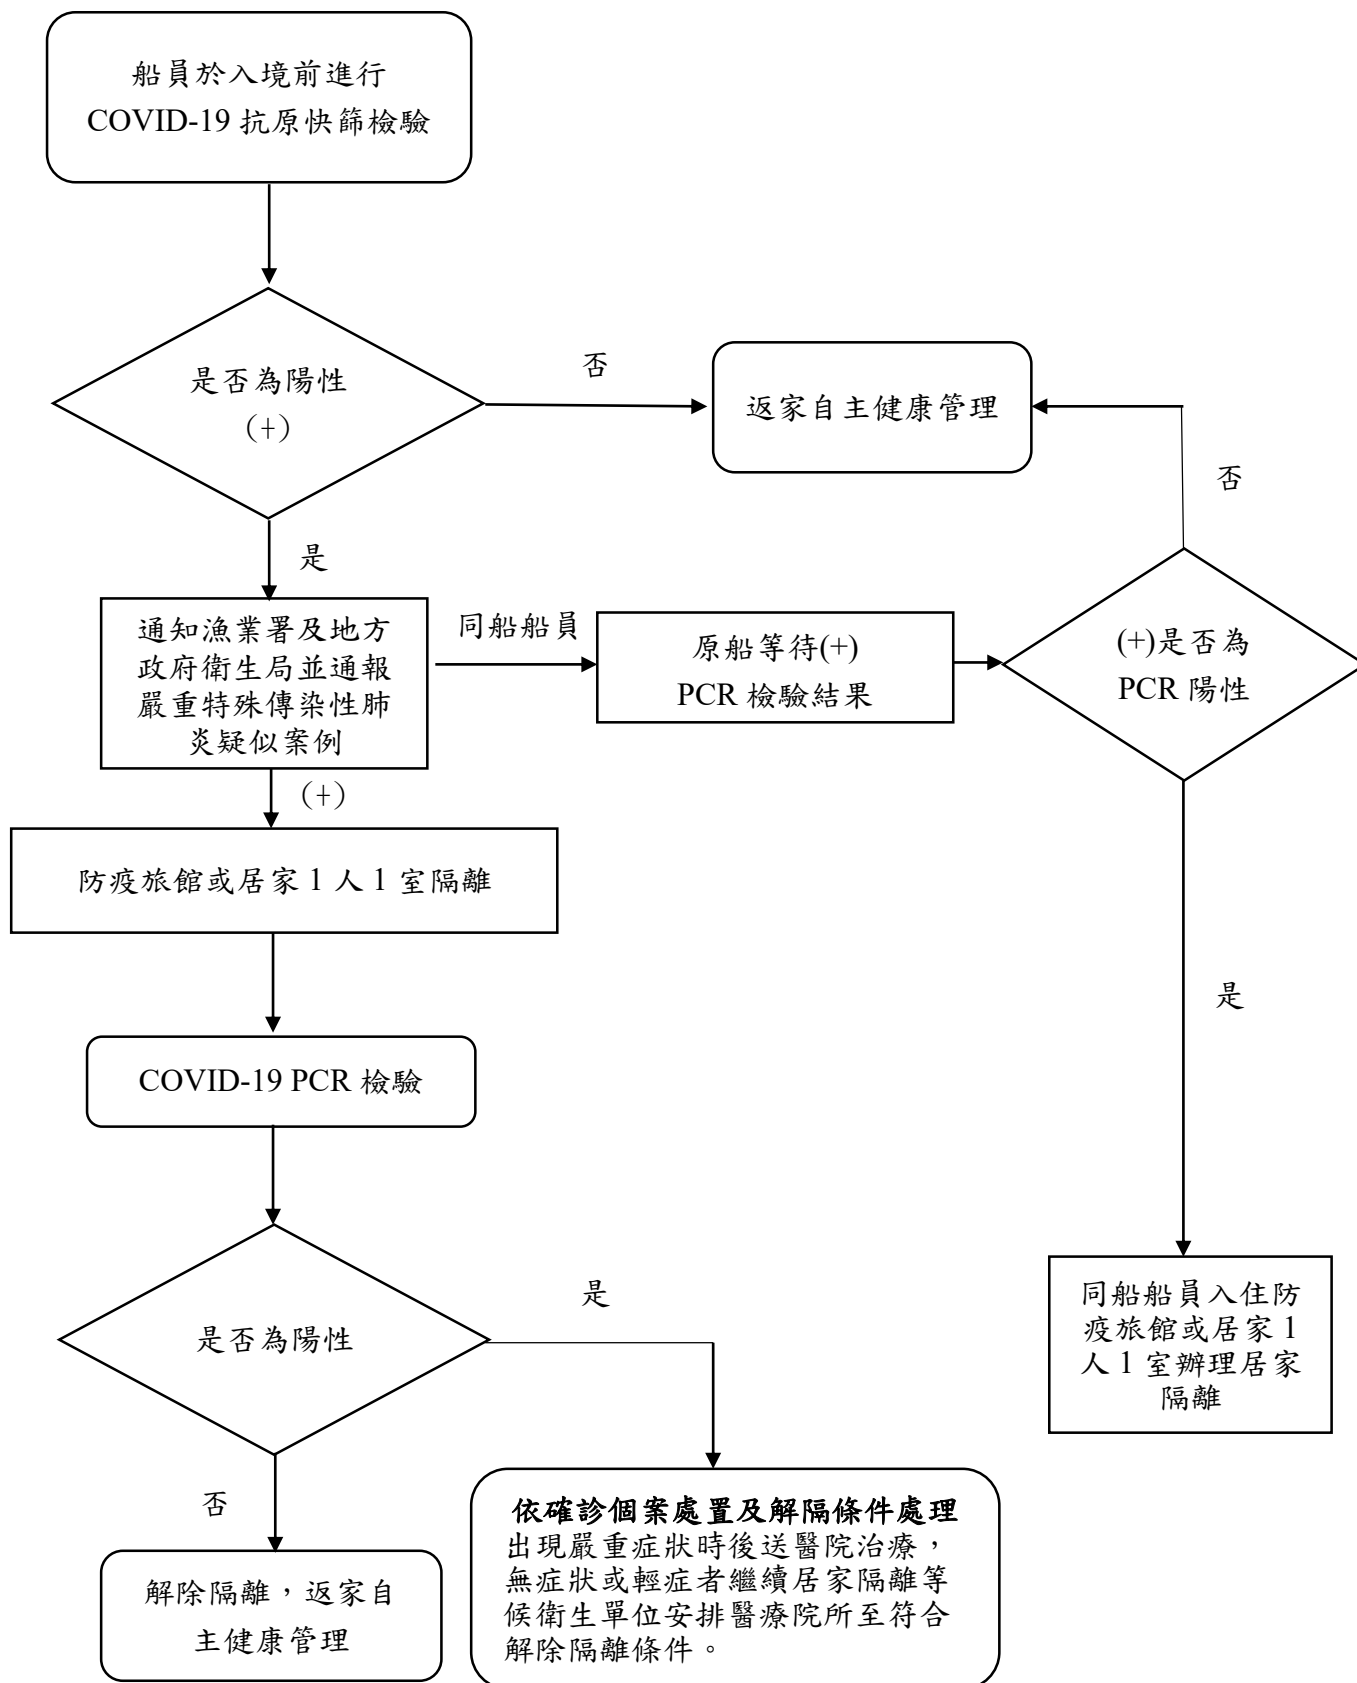 船員於入境前進行
COVID-19 抗原快篩檢驗
是否為陽性
(+)
否
返家自主健康管理
否
是
通知漁業署及地方
政府衛生局並通報
嚴重特殊傳染性肺
炎疑似案例
同船船員
原船等待(+)
PCR 檢驗結果
(+)是否為
PCR 陽性
(+)
防疫旅館或居家 1 人 1 室隔離
是
COVID-19 PCR 檢驗
是否為陽性
是
同船船員入住防
疫旅館或居家 1
人 1 室辦理居家
隔離
否
解除隔離，返家自
主健康管理
依確診個案處置及解隔條件處理
出現嚴重症狀時後送醫院治療，
無症狀或輕症者繼續居家隔離等
候衛生單位安排醫療院所至符合
解除隔離條件。